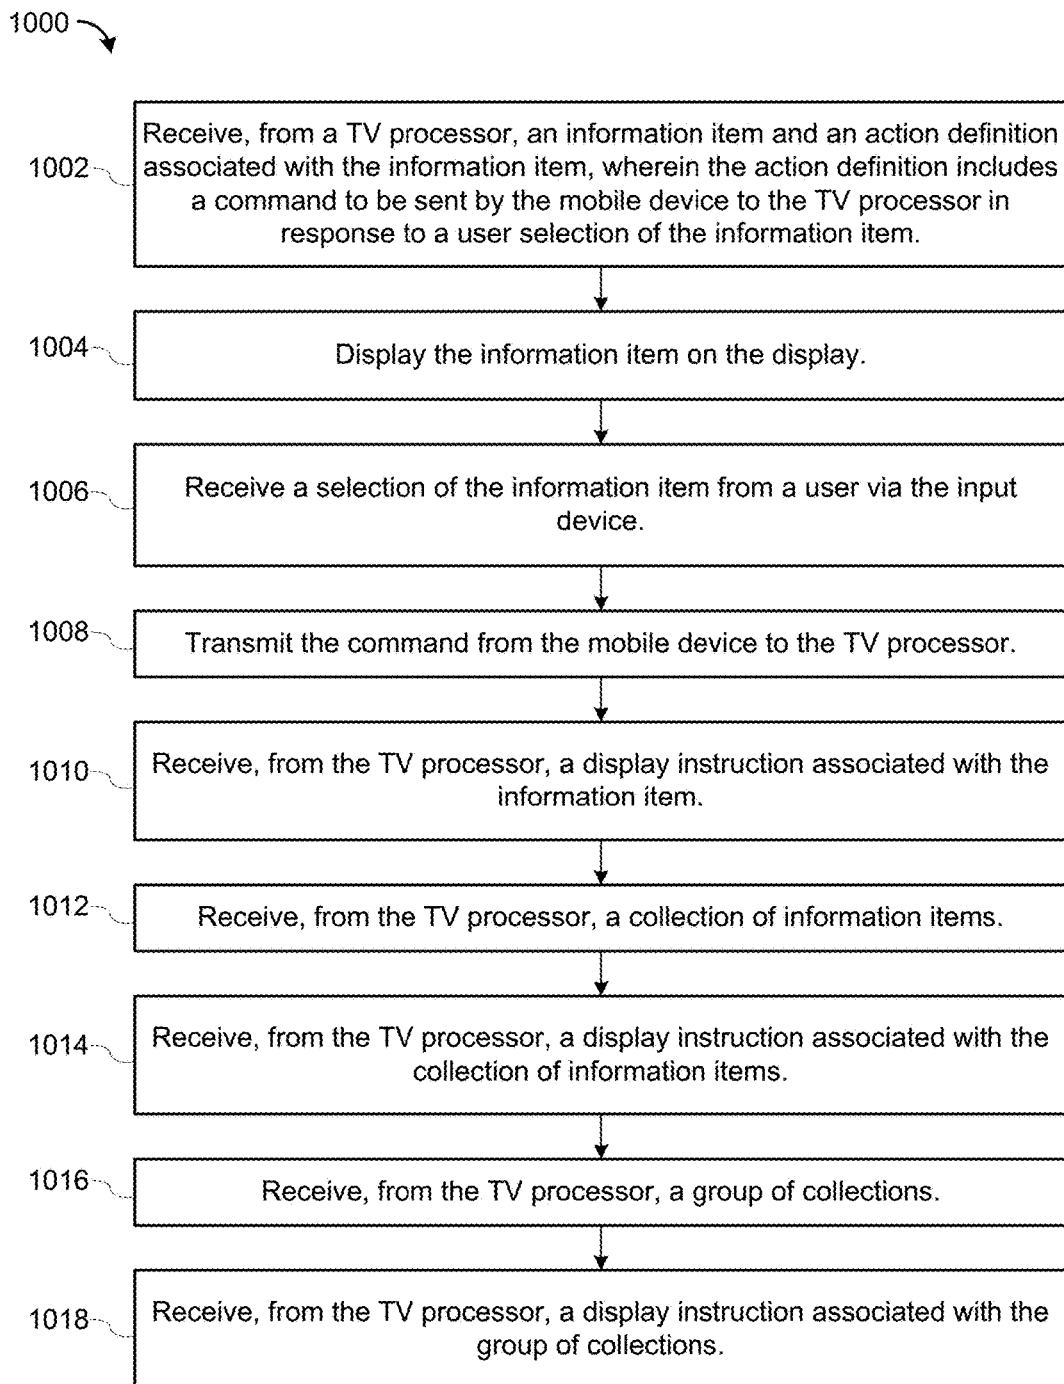 1000
1002
Receive, from a TV processor, an information item and an action definition
associated with the information item, wherein the action definition includes
a command to be sent by the mobile device to the TV processor in
response to a user selection of the information item.
1004
Display the information item on the display.
1006
Receive a selection of the information item from a user via the input
device.
1008
Transmit the command from the mobile device to the TV processor.
1010
Receive, from the TV processor, a display instruction associated with the
information item.
1012
Receive, from the TV processor, a collection of information items.
1014
Receive, from the TV processor, a display instruction associated with the
collection of information items.
1016
Receive, from the TV processor, a group of collections.
1018
Receive, from the TV processor, a display instruction associated with the
group of collections.